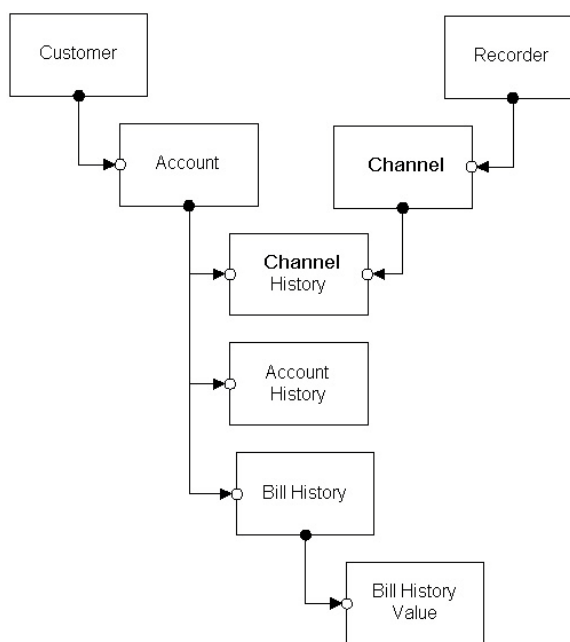 Customer
Recorder
Account
Channel
Channel
History
Account
History
Bill History
Bill History
Value